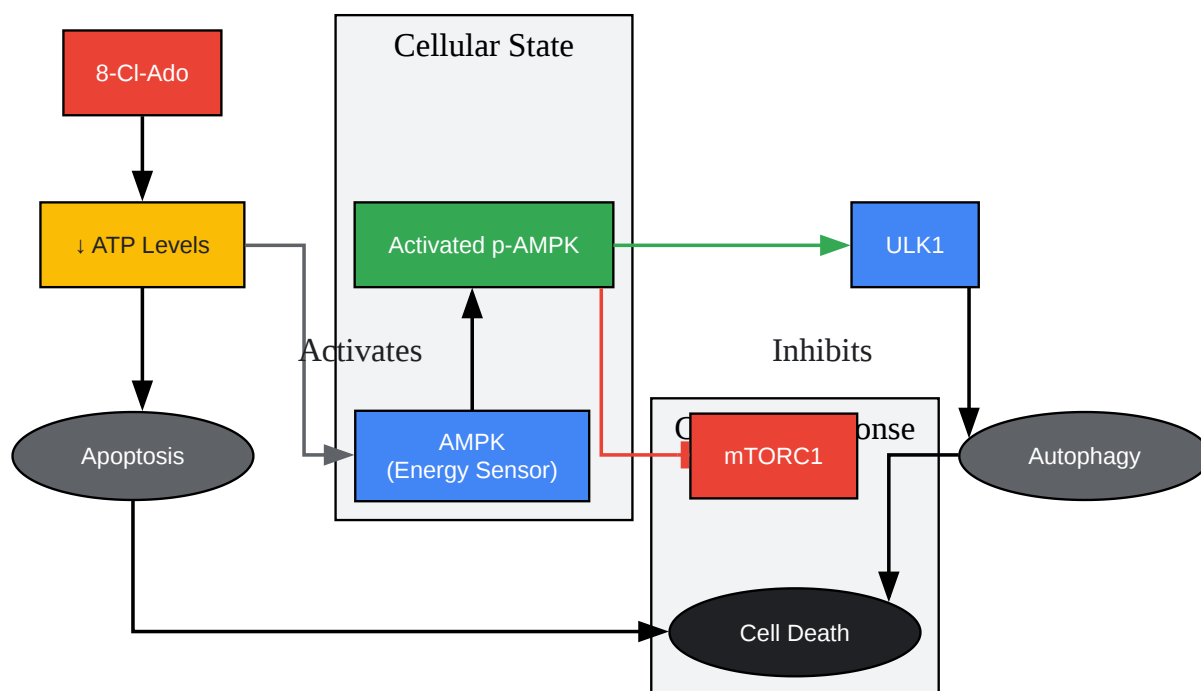 Cellular State
8-Cl-Ado
↓ ATP Levels
Activated p-AMPK
ULK1
Activates
Inhibits
AMPK
(Energy Sensor)
mTORC1
Apoptosis
Autophagy
Cell Death